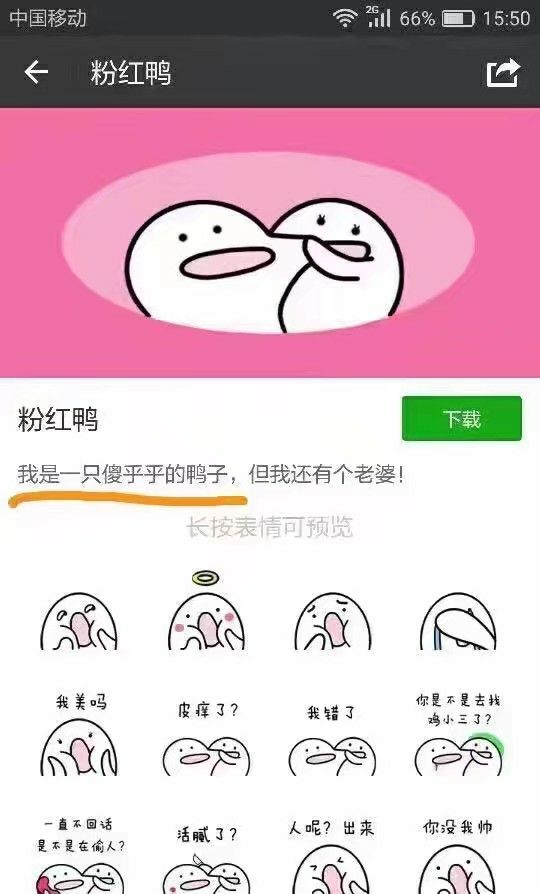 中国移动 2G 66% 15:50
粉红鸭
粉红鸭
下载
我是一只傻乎乎的鸭子，但我还有个老婆！
长按表情可预览
我美吗
皮痒了？
我错了
你是不是去找
鸡小三了？
一直不回话
是不是在偷人？
活腻了？
人呢？出来
你没我帅